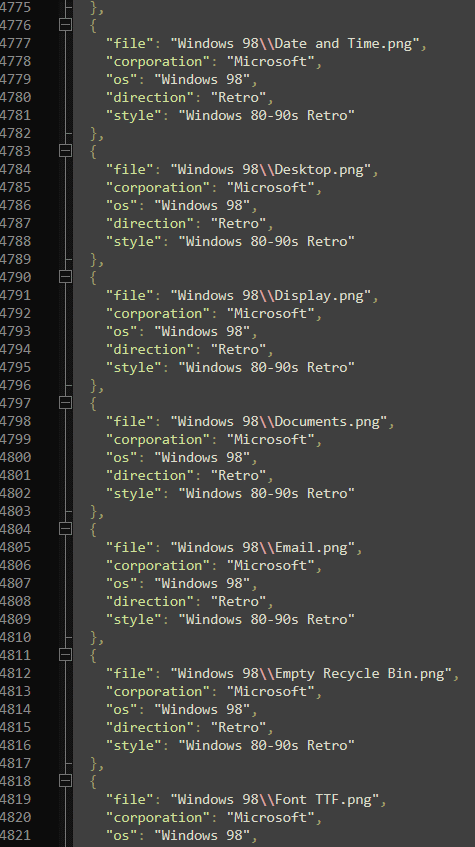 4775 },
4776 {
4777 "file": "Windows 98\\Date and Time.png",
4778 "corporation": "Microsoft",
4779 "os": "Windows 98",
4780 "direction": "Retro",
4781 "style": "Windows 80-90s Retro"
4782 },
4783 {
4784 "file": "Windows 98\\Desktop.png",
4785 "corporation": "Microsoft",
4786 "os": "Windows 98",
4787 "direction": "Retro",
4788 "style": "Windows 80-90s Retro"
4789 },
4790 {
4791 "file": "Windows 98\\Display.png",
4792 "corporation": "Microsoft",
4793 "os": "Windows 98",
4794 "direction": "Retro",
4795 "style": "Windows 80-90s Retro"
4796 },
4797 {
4798 "file": "Windows 98\\Documents.png",
4799 "corporation": "Microsoft",
4800 "os": "Windows 98",
4801 "direction": "Retro",
4802 "style": "Windows 80-90s Retro"
4803 },
4804 {
4805 "file": "Windows 98\\Email.png",
4806 "corporation": "Microsoft",
4807 "os": "Windows 98",
4808 "direction": "Retro",
4809 "style": "Windows 80-90s Retro"
4810 },
4811 {
4812 "file": "Windows 98\\Empty Recycle Bin.png",
4813 "corporation": "Microsoft",
4814 "os": "Windows 98",
4815 "direction": "Retro",
4816 "style": "Windows 80-90s Retro"
4817 },
4818 {
4819 "file": "Windows 98\\Font TTF.png",
4820 "corporation": "Microsoft",
4821 "os": "Windows 98",